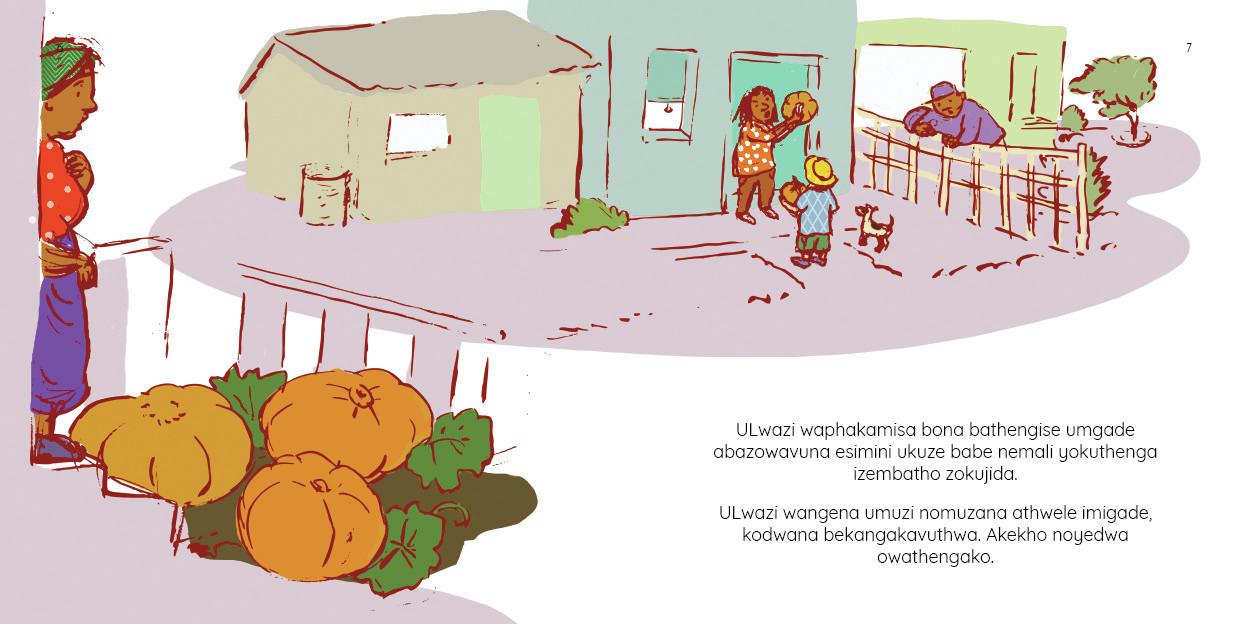 7
ULwazi waphakamisa bona bathengise umgade
abazowavuna esimini ukuze babe nemali yokuthenga
izembatho zokujida.
ULwazi wangena umuzi nomuzana athwele imigade,
kodwana bekangakavuthwa. Akekho noyedwa
owathengako.